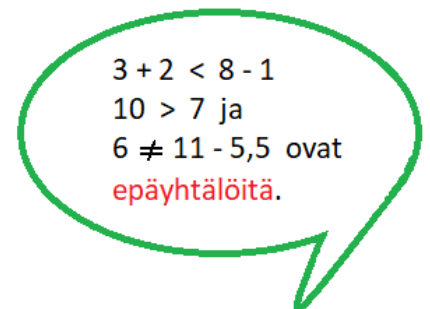 3 + 2 < 8 - 1
10 > 7 ja
6 ≠ 11 - 5,5 ovat
epäyhtälöitä.